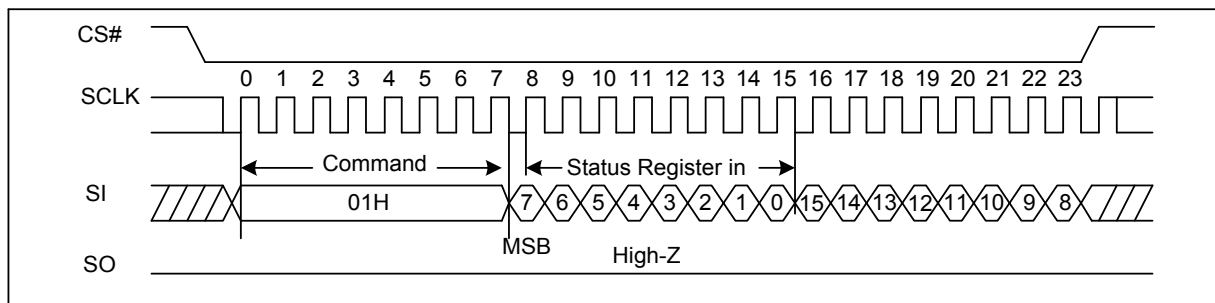 CS#
0 1 2 3 4 5 6 7 8 9 10 11 12 13 14 15 16 17 18 19 20 21 22 23
SCLK
Command Status Register in
SI 01H 7 6 5 4 3 2 1 0 15 14 13 12 11 10 9 8
MSB High-Z
SO